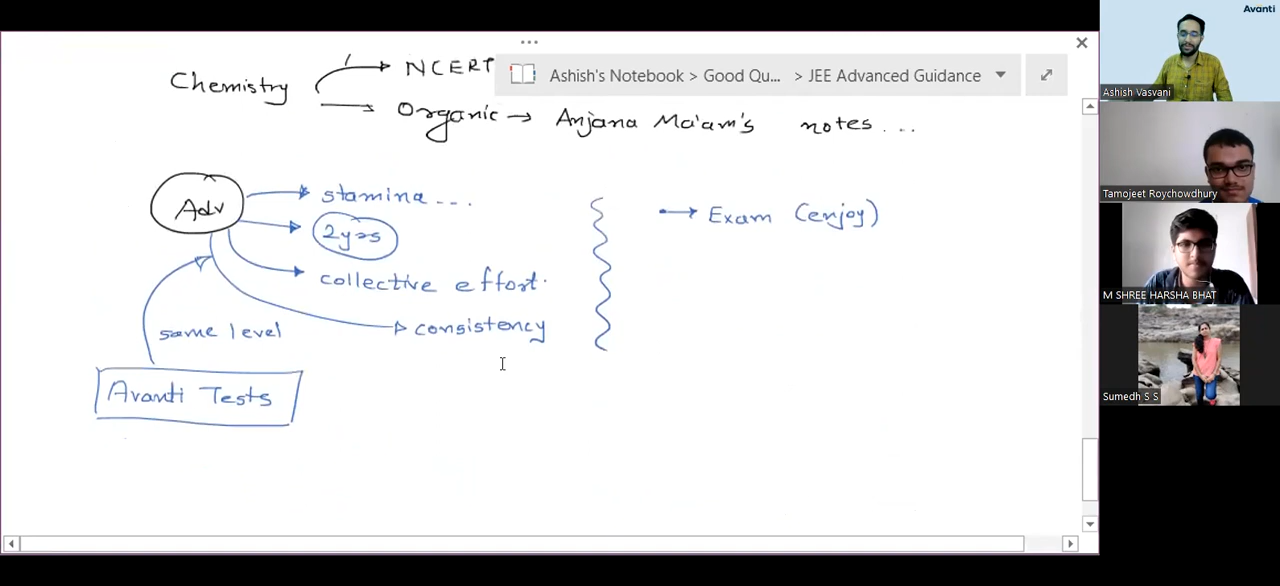 Avanti
Chemistry
NCERT
Ashish's Notebook > Good Qu... > JEE Advanced Guidance
Organic → Anjana Ma'am's notes...
Ashish Vasvani
Adv
stamina...
2yrs
collective effort.
consistency
same level
Avanti Tests
→ Exam (enjoy)
Tamojeet Roychowdhury
M SHREE HARSHA BHAT
Sumedh S S